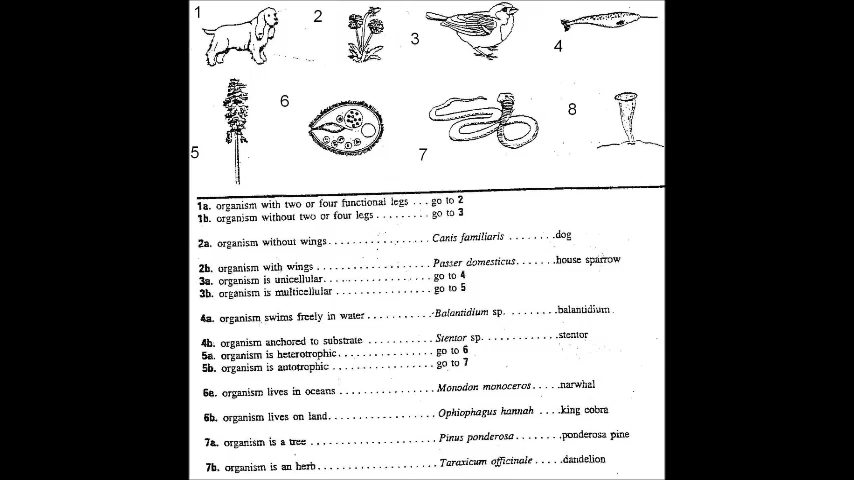 1
2
3
4
5
6
7
8
1a. organism with two or four functional legs ... go to 2
1b. organism without two or four legs ......... go to 3
2a. organism without wings.................. Canis familiaris ........dog
2b. organism with wings .................... Passer domesticus.......house sparrow
3a. organism is unicellular................... go to 4
3b. organism is multicellular ................. go to 5
4a. organism swims freely in water ........... Balantidium sp. ........balantidium
4b. organism anchored to substrate ........... Stentor sp. ............stentor
5a. organism is heterotrophic................. go to 6
5b. organism is autotrophic .................. go to 7
6a. organism lives in oceans ................. Monodon monoceros.....narwhal
6b. organism lives on land.................... Ophiophagus hannah ....king cobra
7a. organism is a tree ....................... Pinus ponderosa........ponderosa pine
7b. organism is an herb...................... Taraxicum officinale .....dandelion